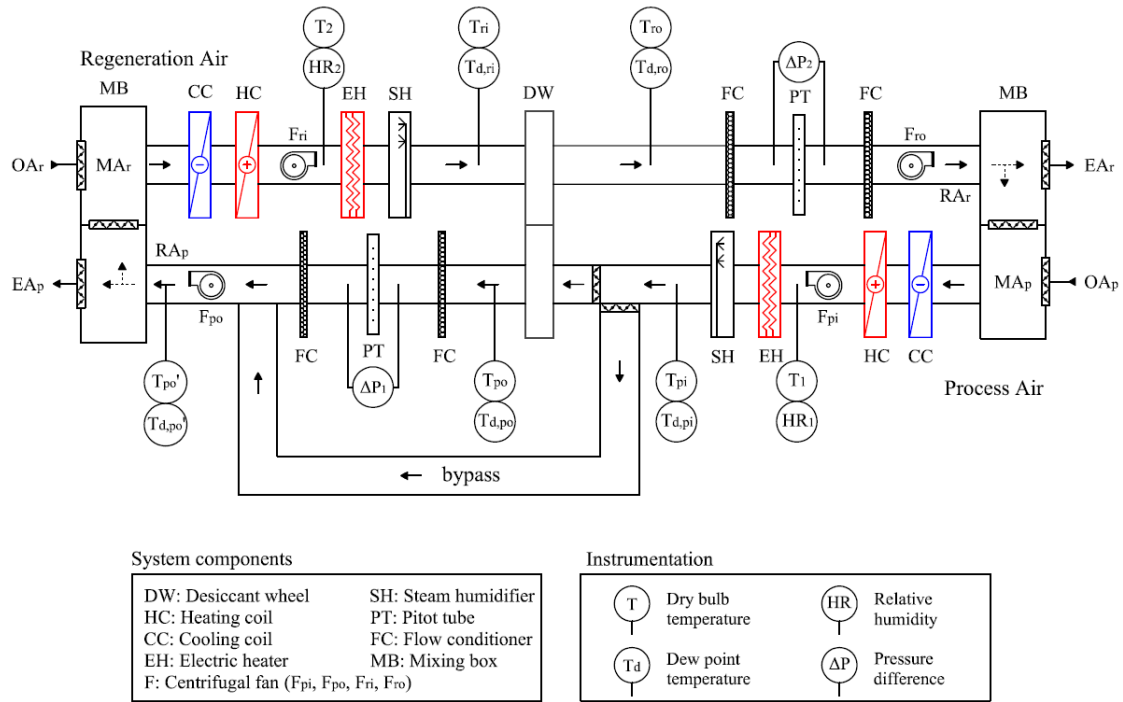 T2 Tri Tro
Regeneration Air HR2 Td,ri Td,ro ΔP2
MB CC HC EH SH DW FC PT FC MB
Fri Fro
OAr MAr − + EAr
RAr
RAp
EAp MAp OAp
Fpo + − Fpi
FC PT FC SH EH HC CC
Tpo' ΔP1 Tpo Tpi T1 Process Air
Td,po' Td,po Td,pi HR1
bypass
System components
DW: Desiccant wheel SH: Steam humidifier
HC: Heating coil PT: Pitot tube
CC: Cooling coil FC: Flow conditioner
EH: Electric heater MB: Mixing box
F: Centrifugal fan (Fpi, Fpo, Fri, Fro)
Instrumentation
T Dry bulb HR Relative
temperature humidity
Td Dew point ΔP Pressure
temperature difference